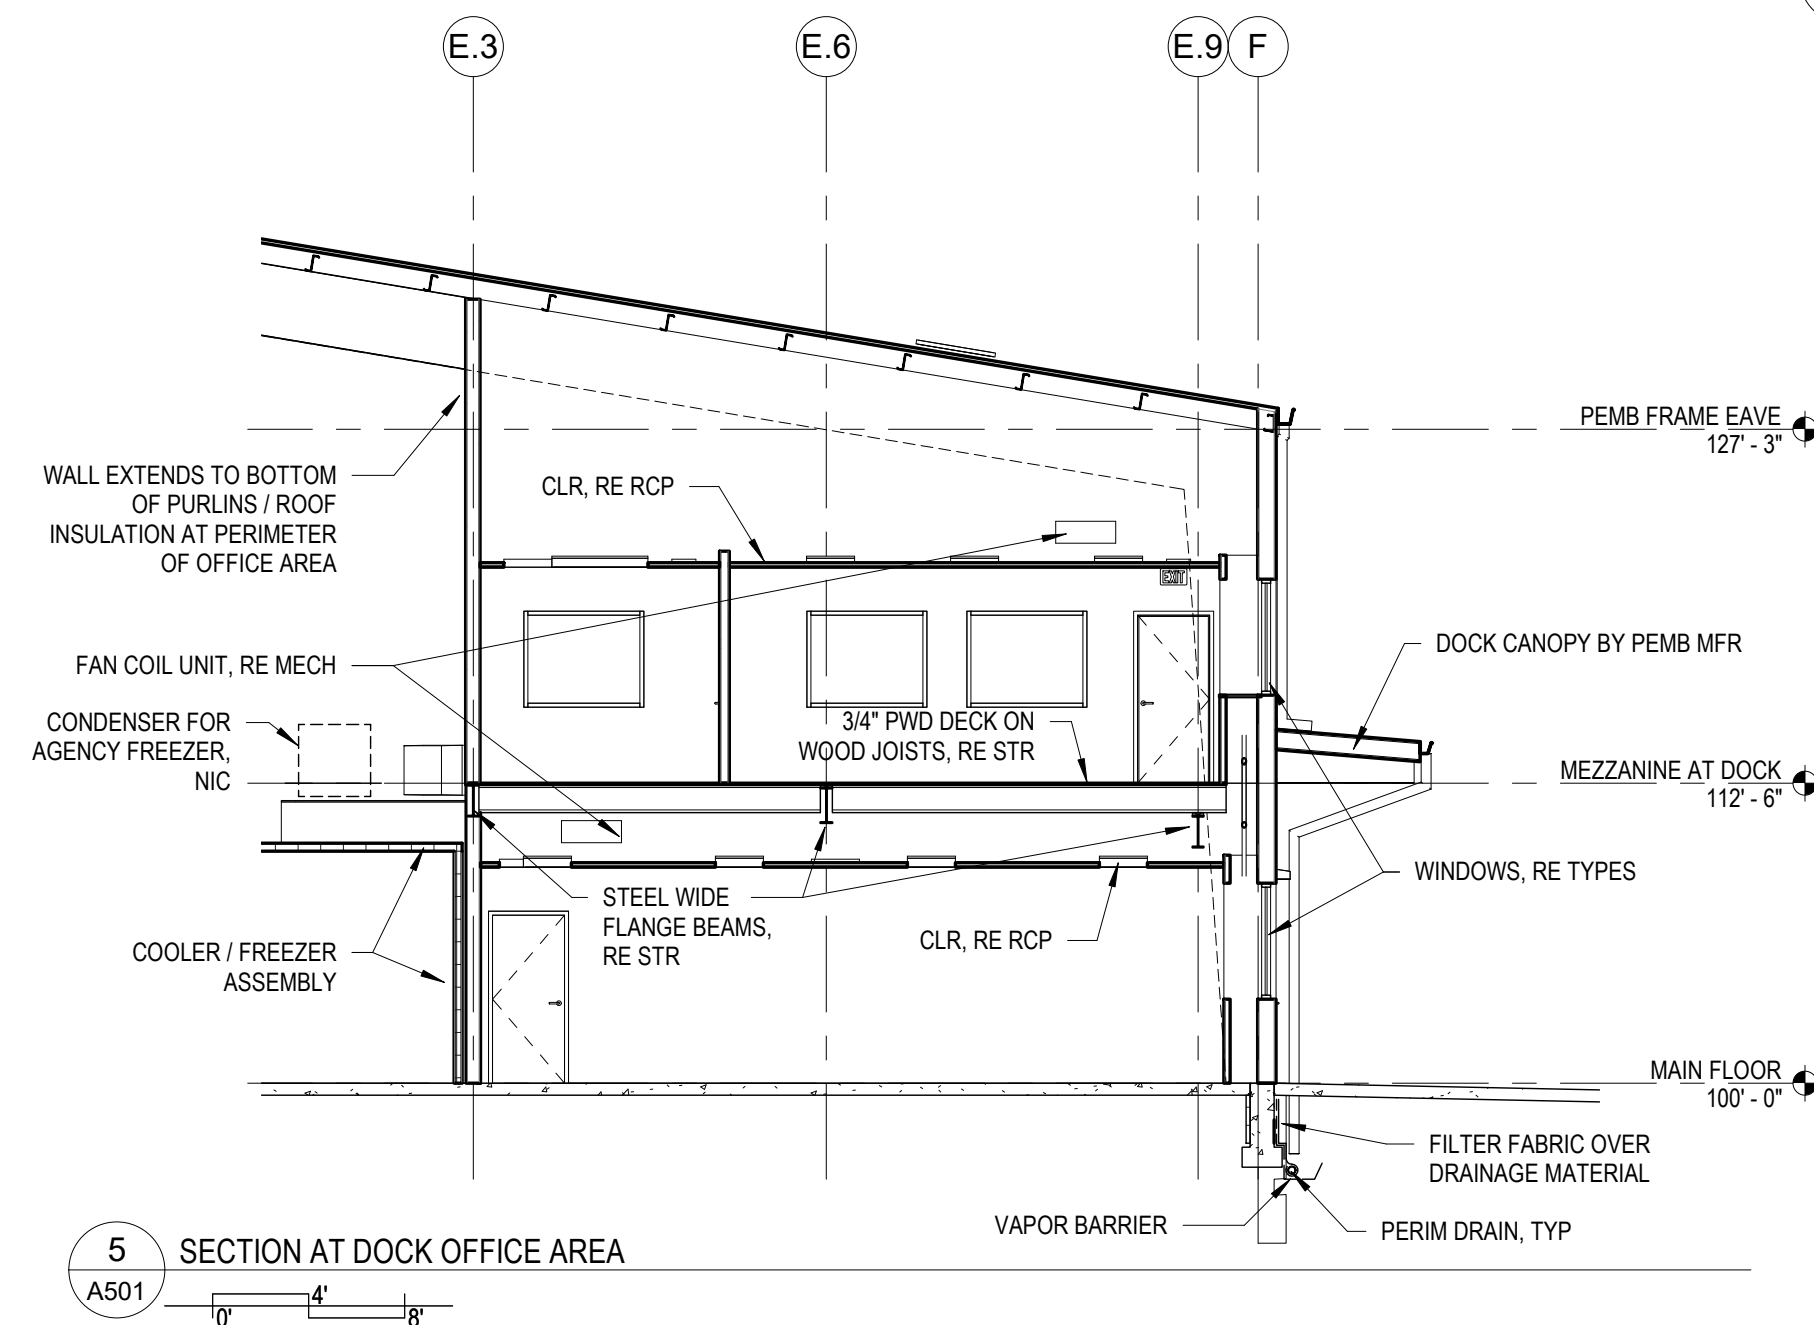 E.3
E.6
E.9
F
PEMB FRAME EAVE
127' - 3"
WALL EXTENDS TO BOTTOM
OF PURLINS / ROOF
INSULATION AT PERIMETER
OF OFFICE AREA
CLR, RE RCP
EXIT
FAN COIL UNIT, RE MECH
DOCK CANOPY BY PEMB MFR
CONDENSER FOR
AGENCY FREEZER,
NIC
3/4" PWD DECK ON
WOOD JOISTS, RE STR
MEZZANINE AT DOCK
112' - 6"
WINDOWS, RE TYPES
STEEL WIDE
FLANGE BEAMS,
RE STR
CLR, RE RCP
COOLER / FREEZER
ASSEMBLY
MAIN FLOOR
100' - 0"
FILTER FABRIC OVER
DRAINAGE MATERIAL
VAPOR BARRIER
PERIM DRAIN, TYP
5
A501
SECTION AT DOCK OFFICE AREA
0'
4'
8'